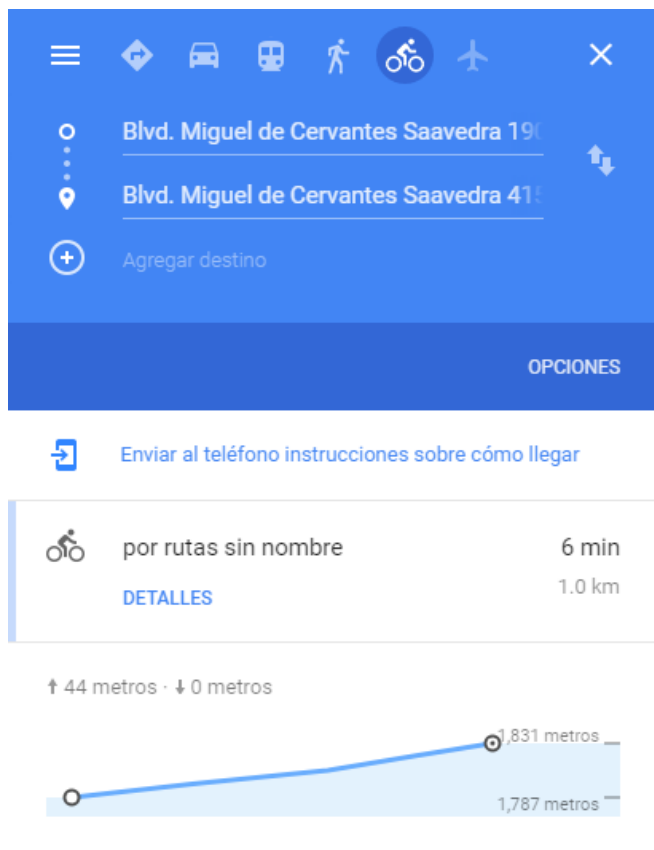 Blvd. Miguel de Cervantes Saavedra 190
Blvd. Miguel de Cervantes Saavedra 415
Agregar destino
OPCIONES
Enviar al teléfono instrucciones sobre cómo llegar
por rutas sin nombre 6 min
DETALLES 1.0 km
44 metros · 0 metros
1,831 metros
1,787 metros